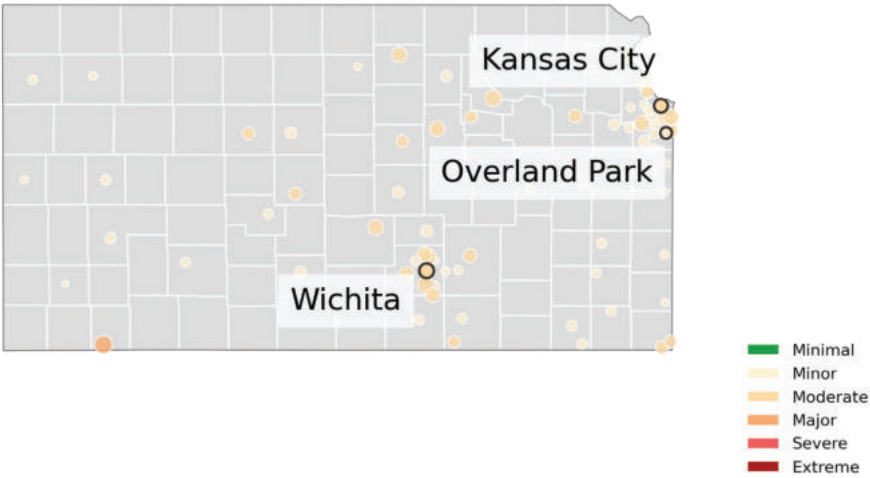 Kansas City
Overland Park
Wichita
Minimal
Minor
Moderate
Major
Severe
Extreme